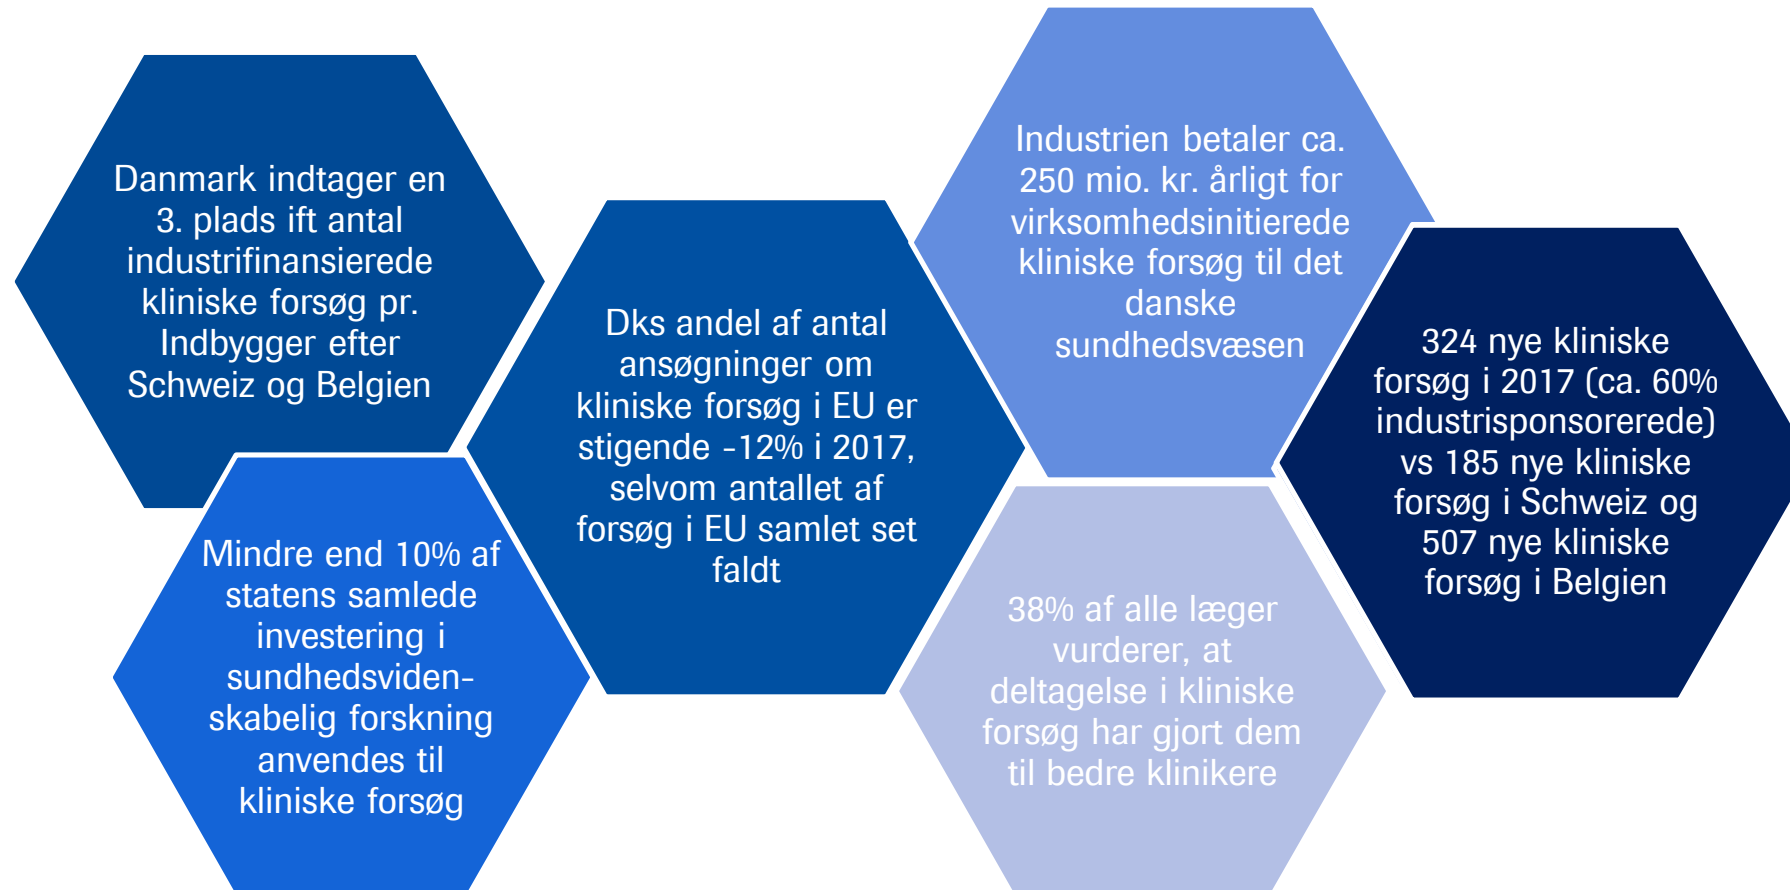 Danmark indtager en
3. plads ift antal
industrifinansierede
kliniske forsøg pr.
Indbygger efter
Schweiz og Belgien
Mindre end 10% af
statens samlede
investering i
sundhedsviden-
skabelig forskning
anvendes til
kliniske forsøg
Dks andel af antal
ansøgninger om
kliniske forsøg i EU er
stigende -12% i 2017,
selvom antallet af
forsøg i EU samlet set
faldt
Industrien betaler ca.
250 mio. kr. årligt for
virksomhedsinitierede
kliniske forsøg til det
danske
sundhedsvæsen
38% af alle læger
vurderer, at
deltagelse i kliniske
forsøg har gjort dem
til bedre klinikere
324 nye kliniske
forsøg i 2017 (ca. 60%
industrisponsorerede)
vs 185 nye kliniske
forsøg i Schweiz og
507 nye kliniske
forsøg i Belgien